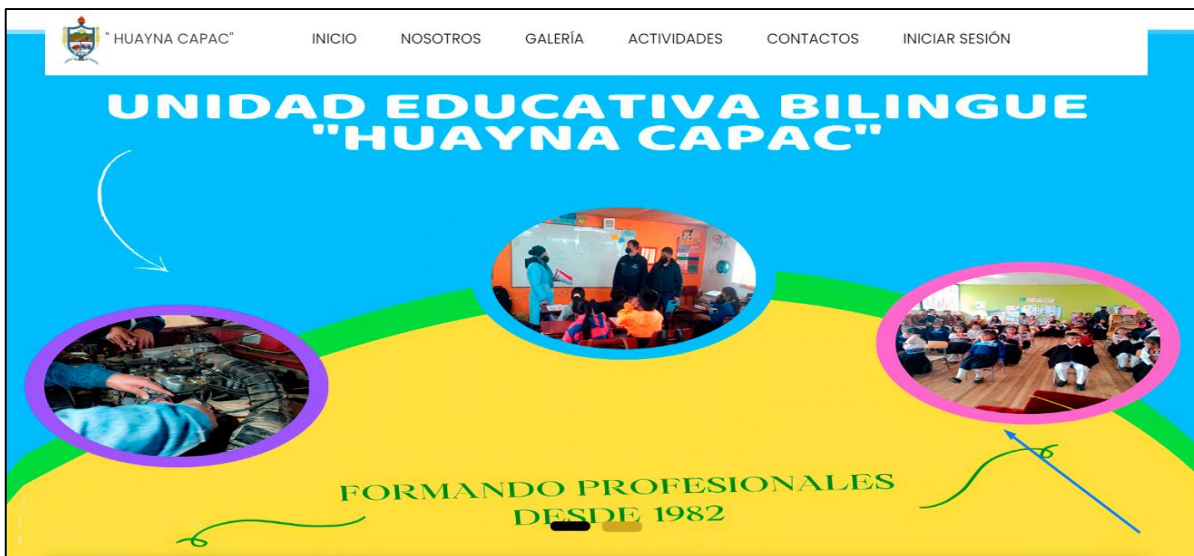 " HUAYNA CAPAC"
INICIO
NOSOTROS
GALERÍA
ACTIVIDADES
CONTACTOS
INICIAR SESIÓN
UNIDAD EDUCATIVA BILINGUE
"HUAYNA CAPAC"
FORMANDO PROFESIONALES
DESDE 1982